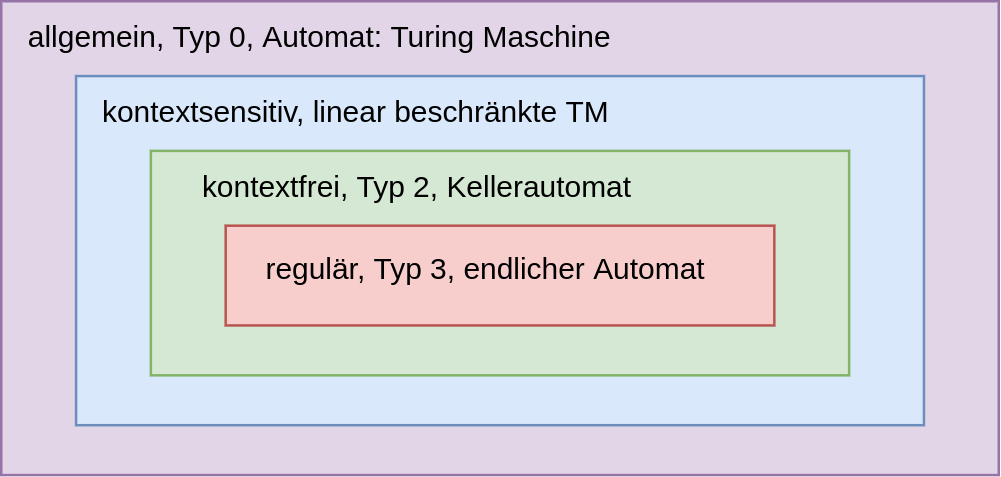 allgemein, Typ 0, Automat: Turing Maschine
kontextsensitiv, linear beschränkte TM
kontextfrei, Typ 2, Kellerautomat
regulär, Typ 3, endlicher Automat